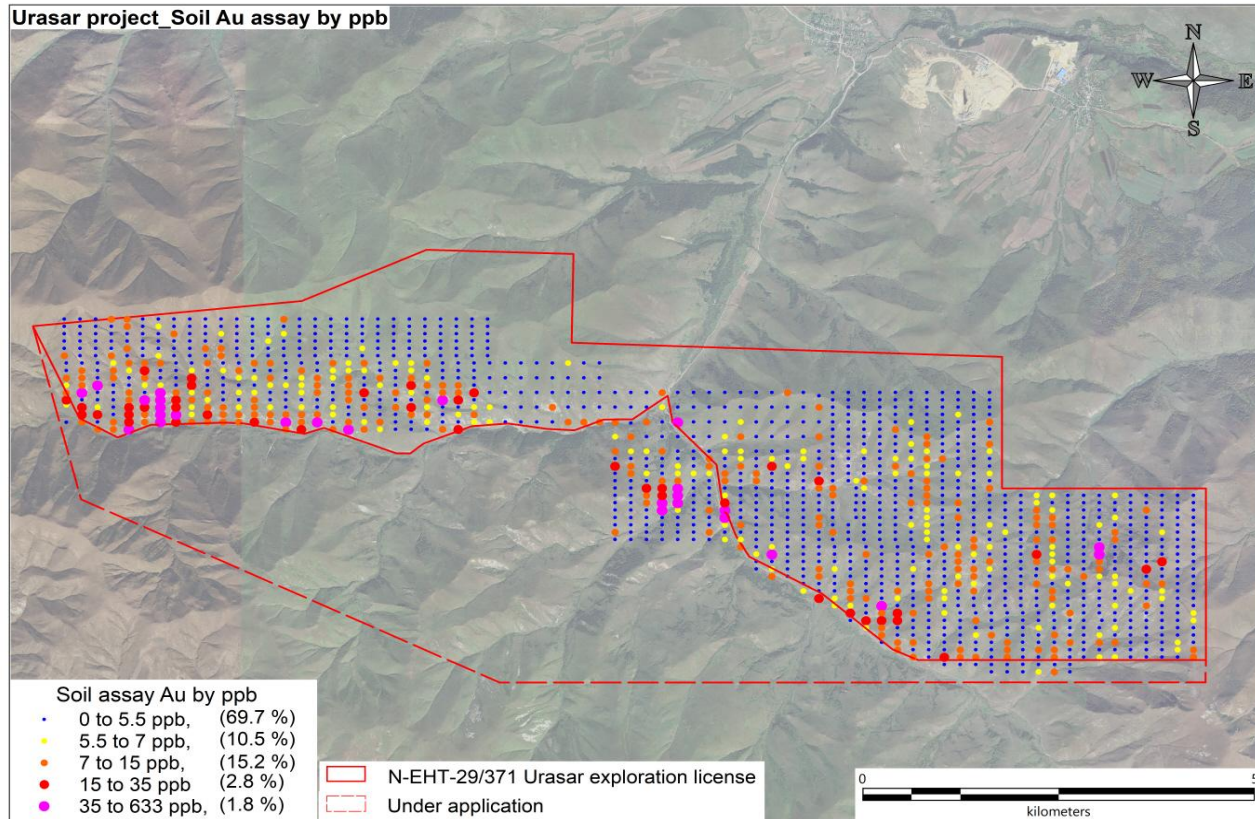 Urasar project_Soil Au assay by ppb
N
W E
S
Soil assay Au by ppb
0 to 5.5 ppb, (69.7 %)
5.5 to 7 ppb, (10.5 %)
7 to 15 ppb, (15.2 %)
15 to 35 ppb (2.8 %)
35 to 633 ppb, (1.8 %)
N-EHT-29/371 Urasar exploration license
Under application
0 5
kilometers